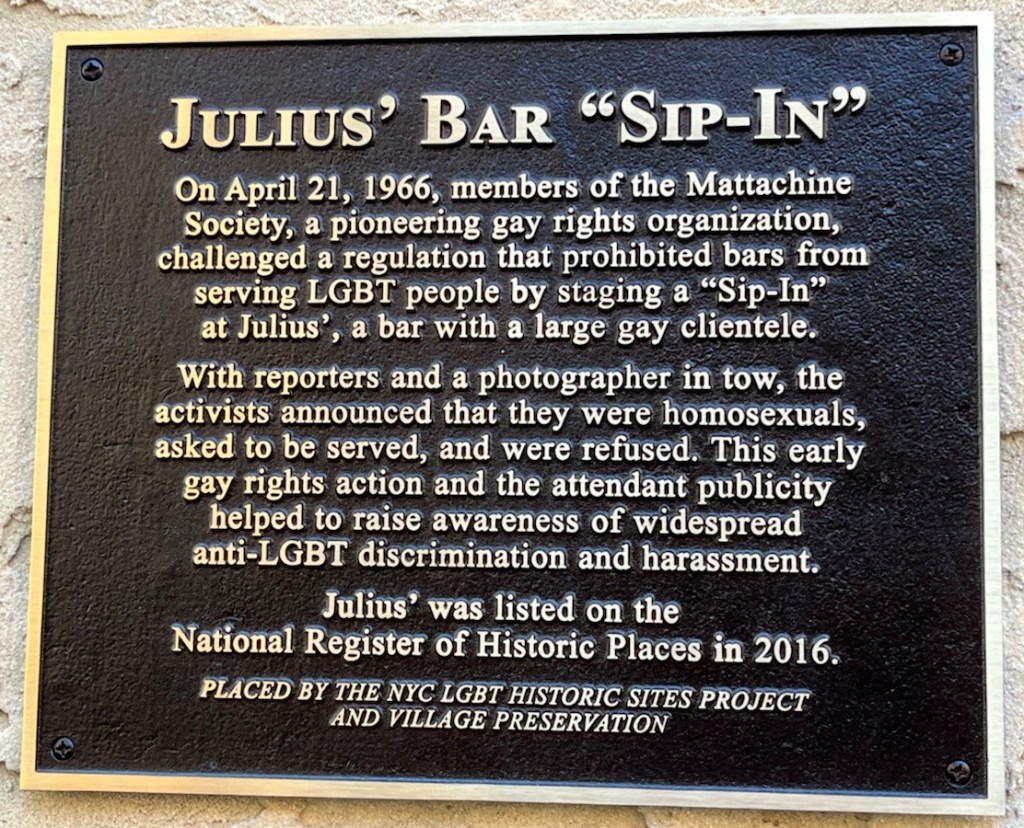 JULIUS’ BAR “SIP-IN”
On April 21, 1966, members of the Mattachine
Society, a pioneering gay rights organization,
challenged a regulation that prohibited bars from
serving LGBT people by staging a “Sip-In”
at Julius’, a bar with a large gay clientele.
With reporters and a photographer in tow, the
activists announced that they were homosexuals,
asked to be served, and were refused. This early
gay rights action and the attendant publicity
helped to raise awareness of widespread
anti-LGBT discrimination and harassment.
Julius’ was listed on the
National Register of Historic Places in 2016.
PLACED BY THE NYC LGBT HISTORIC SITES PROJECT
AND VILLAGE PRESERVATION